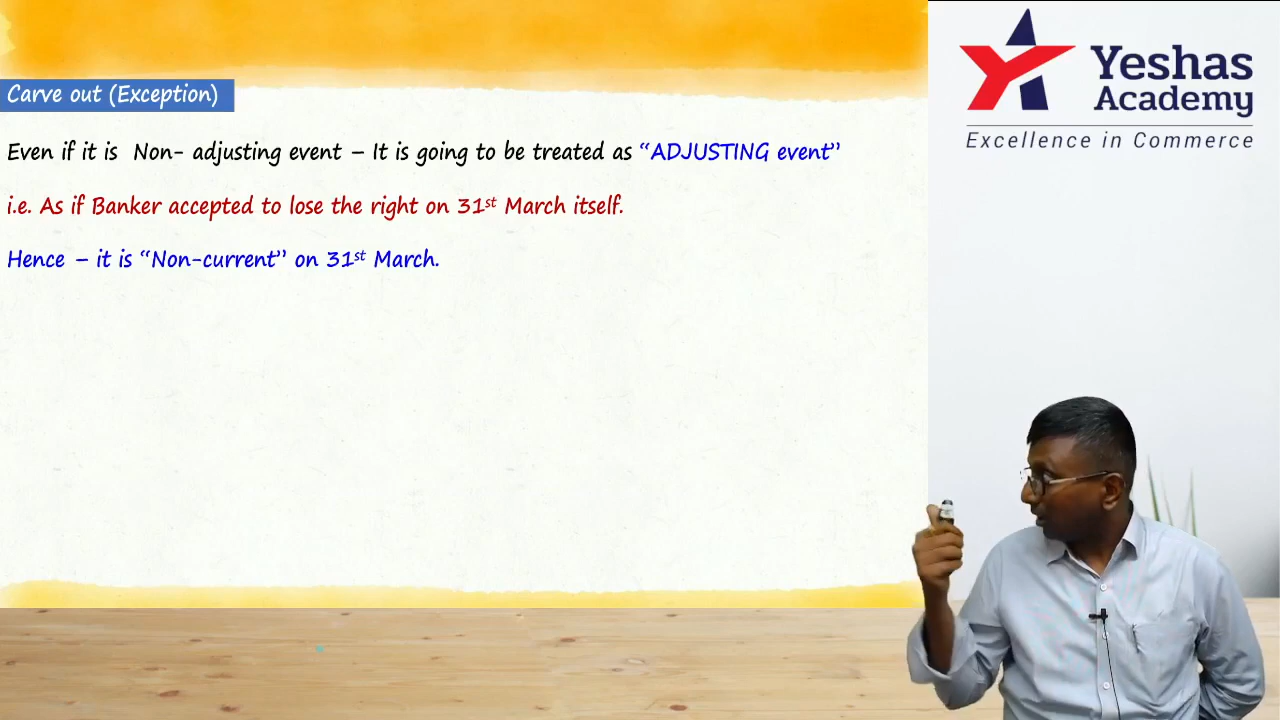 Carve out (Exception)
Even if it is Non- adjusting event – It is going to be treated as “ADJUSTING event”
i.e. As if Banker accepted to lose the right on 31st March itself.
Hence – it is “Non-current” on 31st March.
Yeshas
Academy
Excellence in Commerce